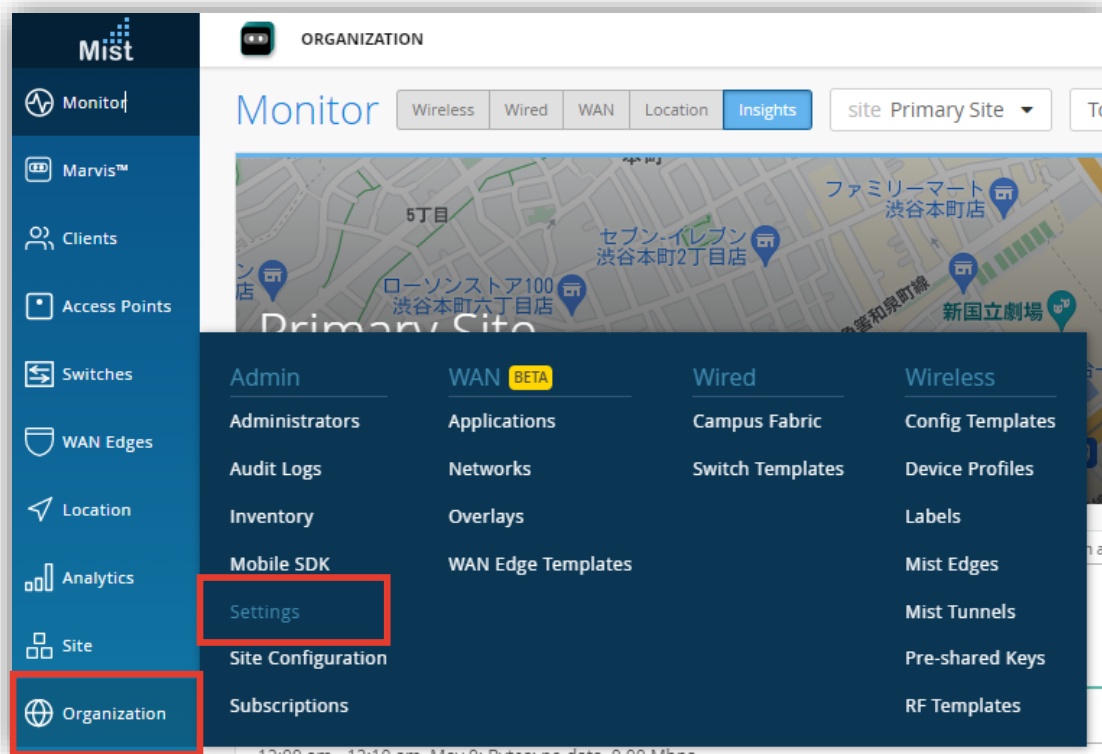 Mist
ORGANIZATION
Monitor
Monitor
Wireless
Wired
WAN
Location
Insights
site Primary Site
Marvis™
Clients
Access Points
Switches
WAN Edges
Location
Analytics
Site
Organization
本町
ファミリーマート
渋谷本町店
5丁目
セブン-イレブン
渋谷本町2丁目店
店
ローソンストア100
渋谷本町六丁目店
新国立劇場
Primary Site
Admin
Administrators
Audit Logs
Inventory
Mobile SDK
Settings
Site Configuration
Subscriptions
WAN BETA
Applications
Networks
Overlays
WAN Edge Templates
Wired
Campus Fabric
Switch Templates
Wireless
Config Templates
Device Profiles
Labels
Mist Edges
Mist Tunnels
Pre-shared Keys
RF Templates